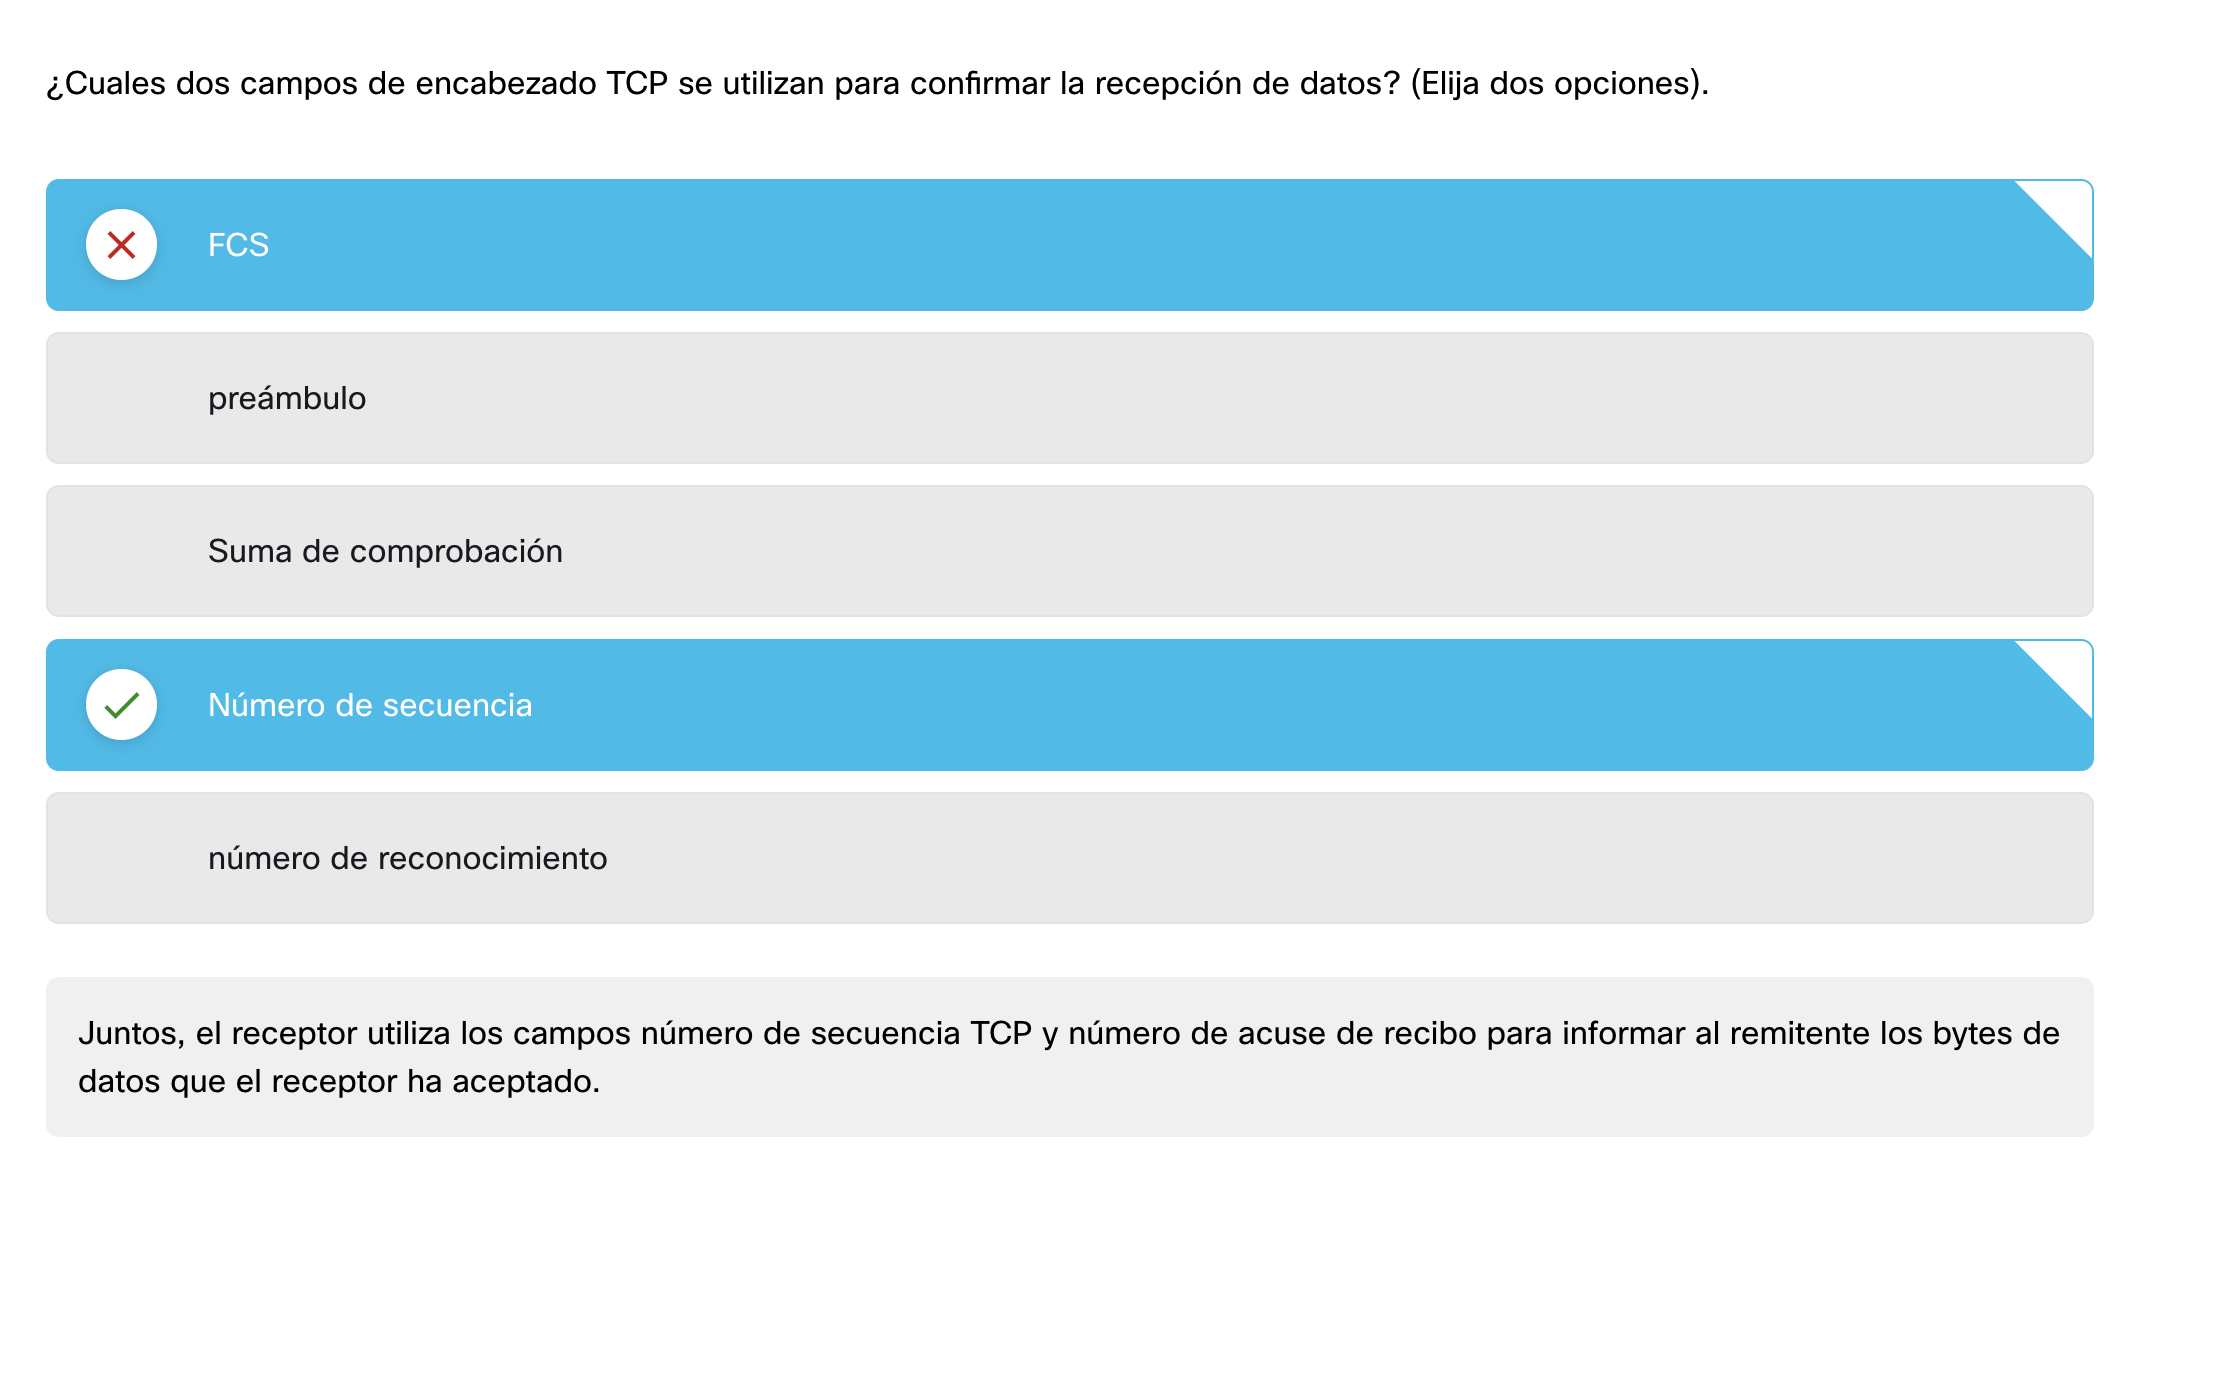 ¿Cuales dos campos de encabezado TCP se utilizan para confirmar la recepción de datos? (Elija dos opciones).
FCS
preámbulo
Suma de comprobación
Número de secuencia
número de reconocimiento
Juntos, el receptor utiliza los campos número de secuencia TCP y número de acuse de recibo para informar al remitente los bytes de
datos que el receptor ha aceptado.